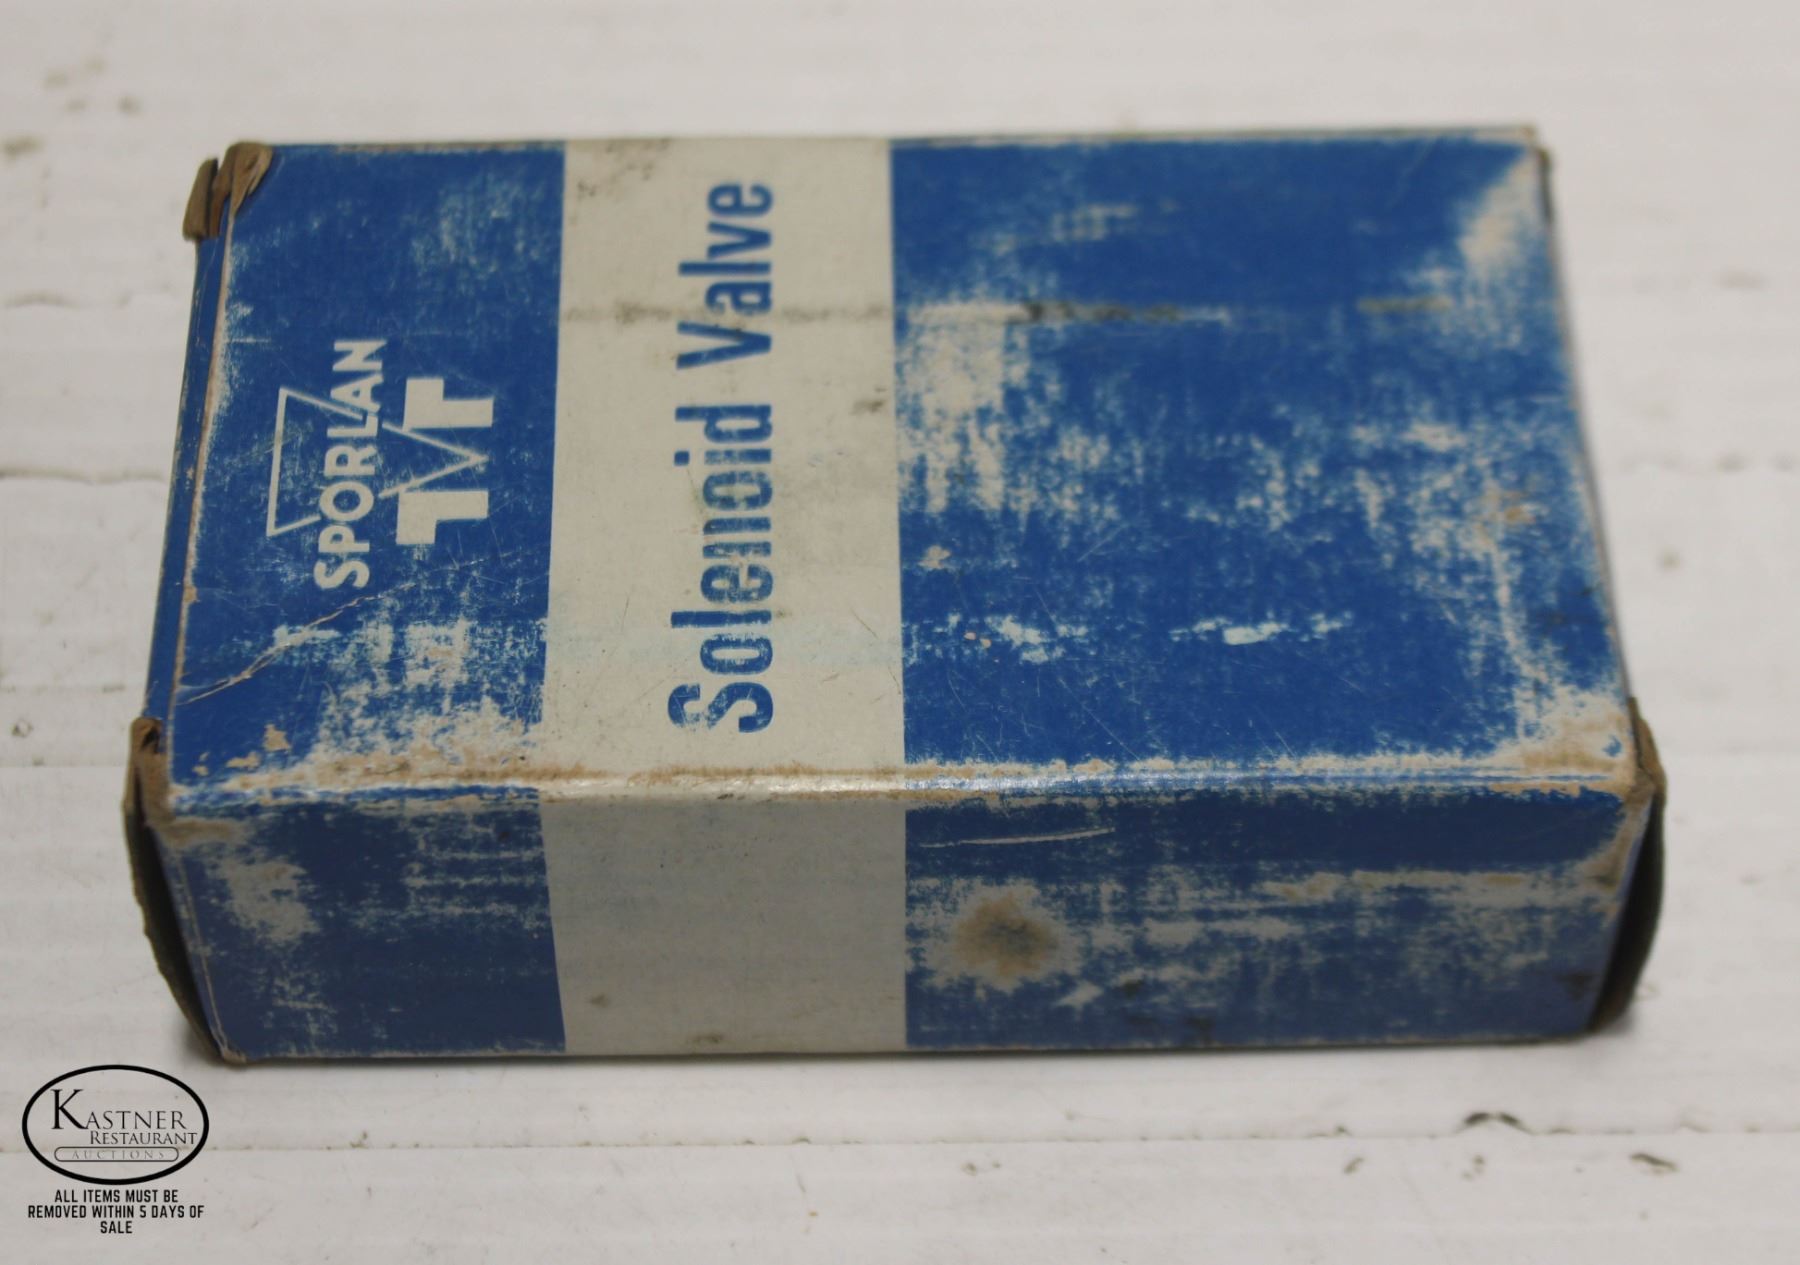 SPORLAN
Solenoid Valve
KASTNER
RESTAURANT
AUCTIONS
ALL ITEMS MUST BE
REMOVED WITHIN 5 DAYS OF
SALE